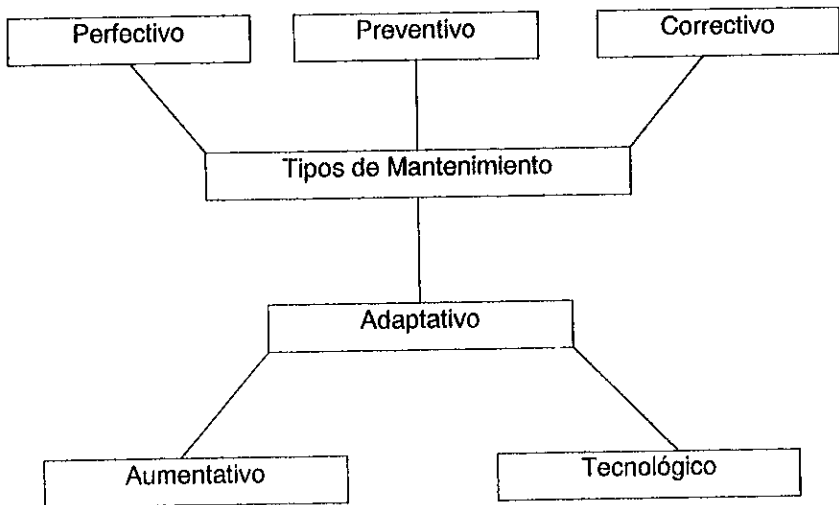 Perfectivo
Preventivo
Correctivo
Tipos de Mantenimiento
Adaptativo
Aumentativo
Tecnológico